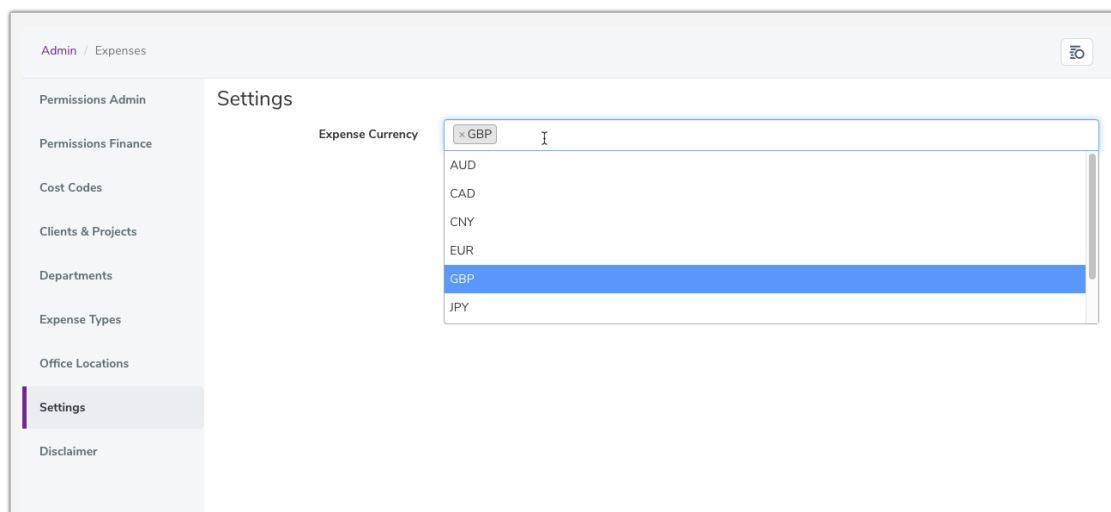 Admin / Expenses
Permissions Admin
Permissions Finance
Cost Codes
Clients & Projects
Departments
Expense Types
Office Locations
Settings
Disclaimer
Settings
Expense Currency
× GBP
AUD
CAD
CNY
EUR
GBP
JPY